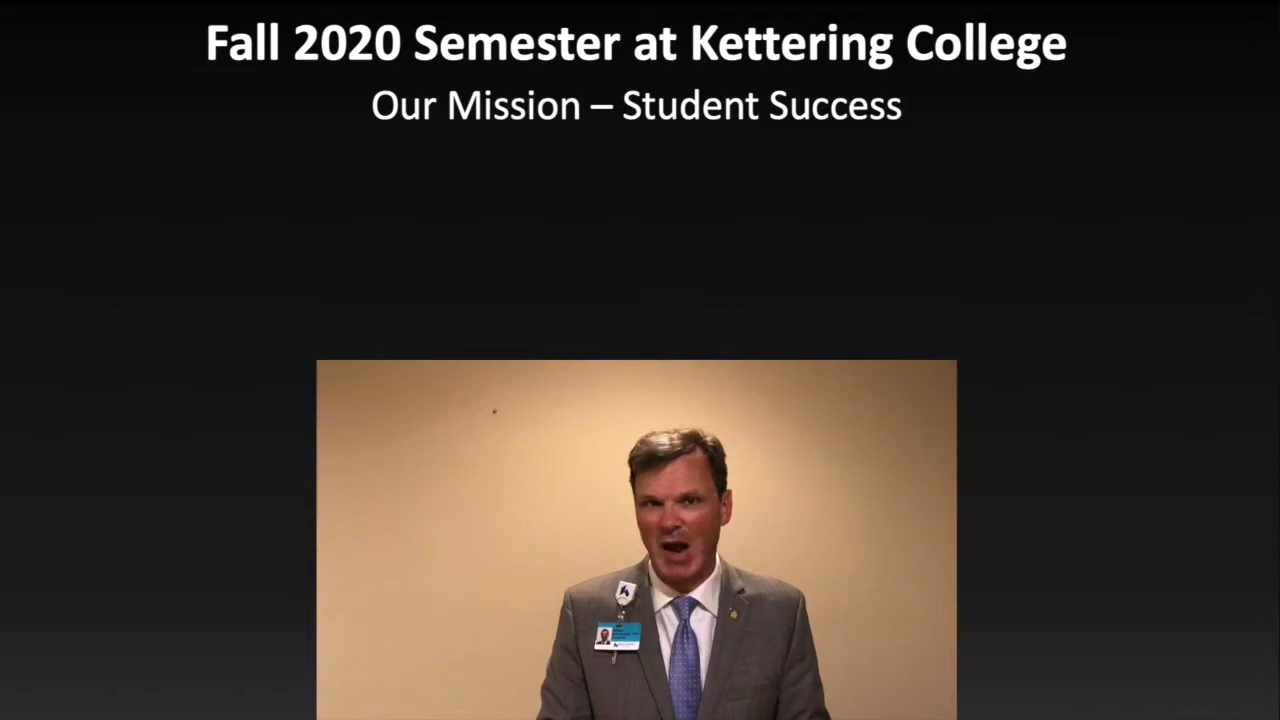 Fall 2020 Semester at Kettering College
Our Mission – Student Success